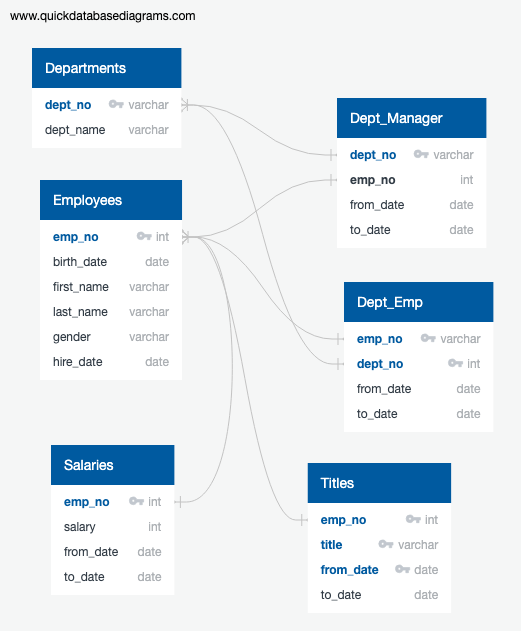 www.quickdatabasediagrams.com
Departments
dept_no varchar
dept_name varchar
Dept_Manager
dept_no varchar
emp_no int
from_date date
to_date date
Employees
emp_no int
birth_date date
first_name varchar
last_name varchar
gender varchar
hire_date date
Dept_Emp
emp_no varchar
dept_no int
from_date date
to_date date
Salaries
emp_no int
salary int
from_date date
to_date date
Titles
emp_no int
title varchar
from_date date
to_date date